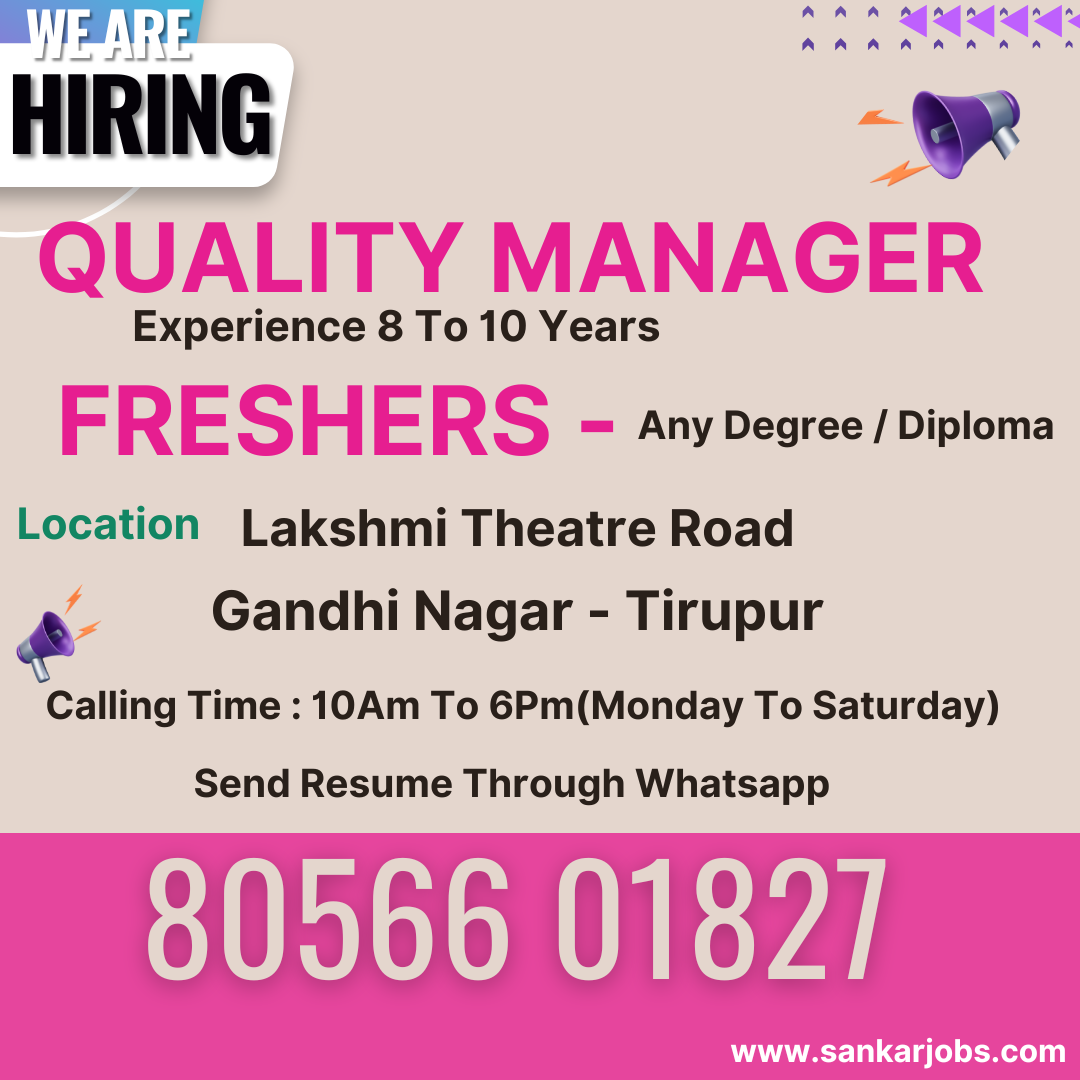 WE ARE
HIRING
QUALITY MANAGER
Experience 8 To 10 Years
FRESHERS - Any Degree / Diploma
Location Lakshmi Theatre Road
Gandhi Nagar - Tirupur
Calling Time : 10Am To 6Pm(Monday To Saturday)
Send Resume Through Whatsapp
80566 01827
www.sankarjobs.com